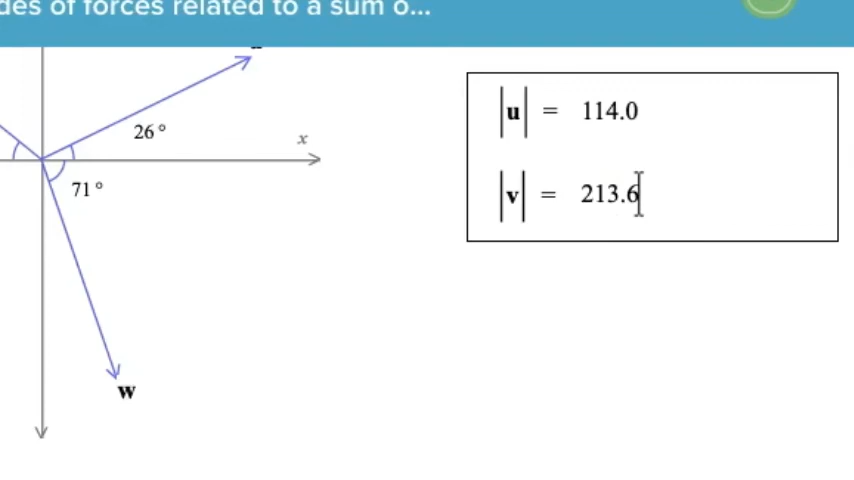 des of forces related to a sum o...
26°
x
71°
w
|u| = 114.0
|v| = 213.6